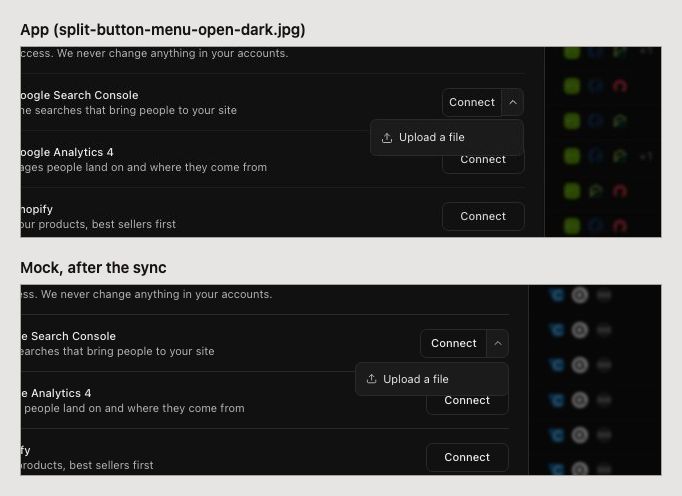 App (split-button-menu-open-dark.jpg)
ccess. We never change anything in your accounts.
oogle Search Console
Connect
he searches that bring people to your site
Upload a file
oogle Analytics 4
Connect
ages people land on and where they come from
hopify
Connect
our products, best sellers first
Mock, after the sync
ess. We never change anything in your accounts.
e Search Console
Connect
earches that bring people to your site
Upload a file
e Analytics 4
Connect
people land on and where they come from
fy
Connect
products, best sellers first